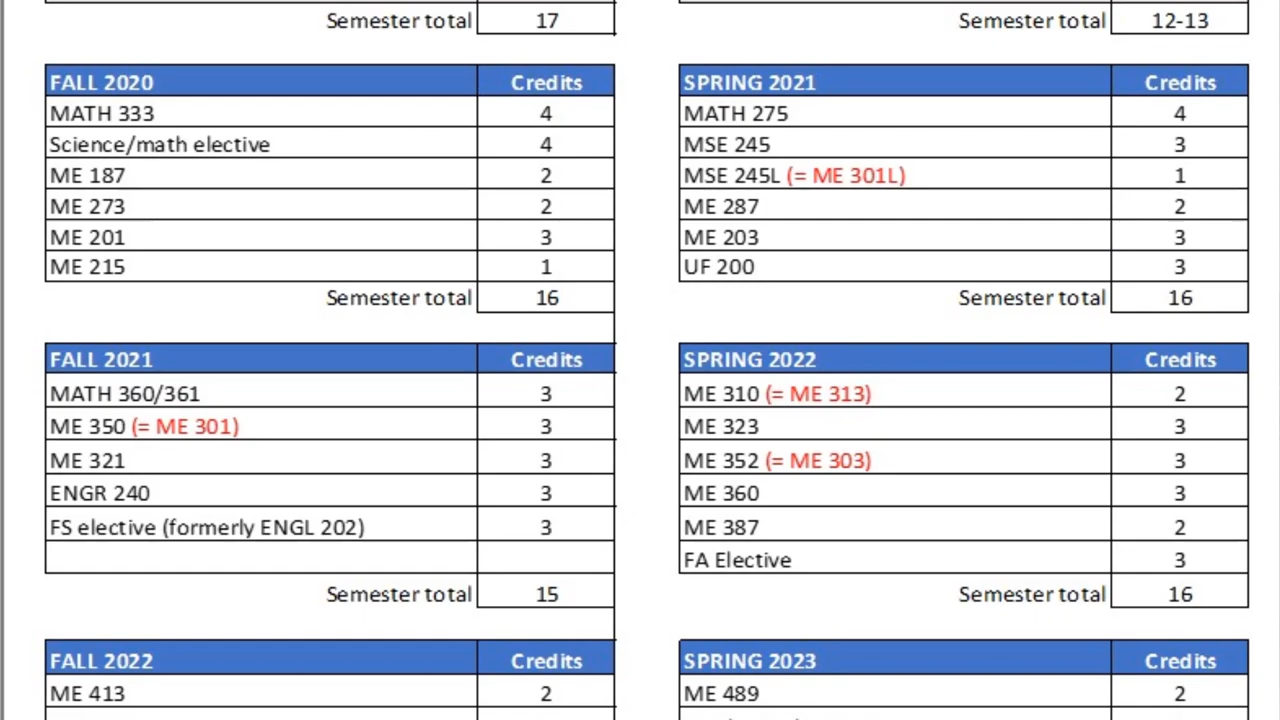 Semester total 17
Semester total 12-13
FALL 2020 Credits
MATH 333 4
Science/math elective 4
ME 187 2
ME 273 2
ME 201 3
ME 215 1
Semester total 16
SPRING 2021 Credits
MATH 275 4
MSE 245 3
MSE 245L (= ME 301L) 1
ME 287 2
ME 203 3
UF 200 3
Semester total 16
FALL 2021 Credits
MATH 360/361 3
ME 350 (= ME 301) 3
ME 321 3
ENGR 240 3
FS elective (formerly ENGL 202) 3
Semester total 15
SPRING 2022 Credits
ME 310 (= ME 313) 2
ME 323 3
ME 352 (= ME 303) 3
ME 360 3
ME 387 2
FA Elective 3
Semester total 16
FALL 2022 Credits
ME 413 2
SPRING 2023 Credits
ME 489 2